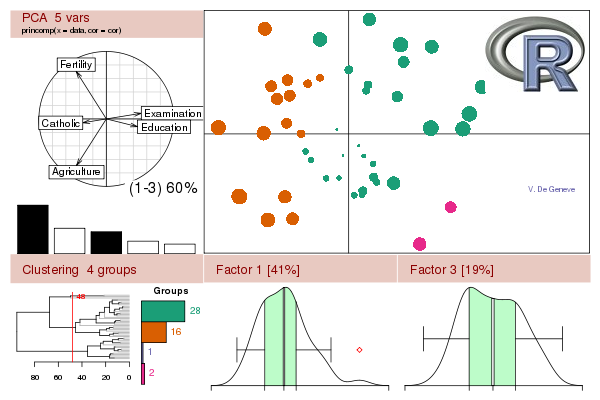 PCA 5 vars
princomp(x = data, cor = cor)
Fertility
Examination
Catholic
Education
Agriculture
(1-3) 60%
R
V. De Geneve
Clustering 4 groups
Factor 1 [41%]
Factor 3 [19%]
Groups
48
28
16
1
2
80 60 40 20 0